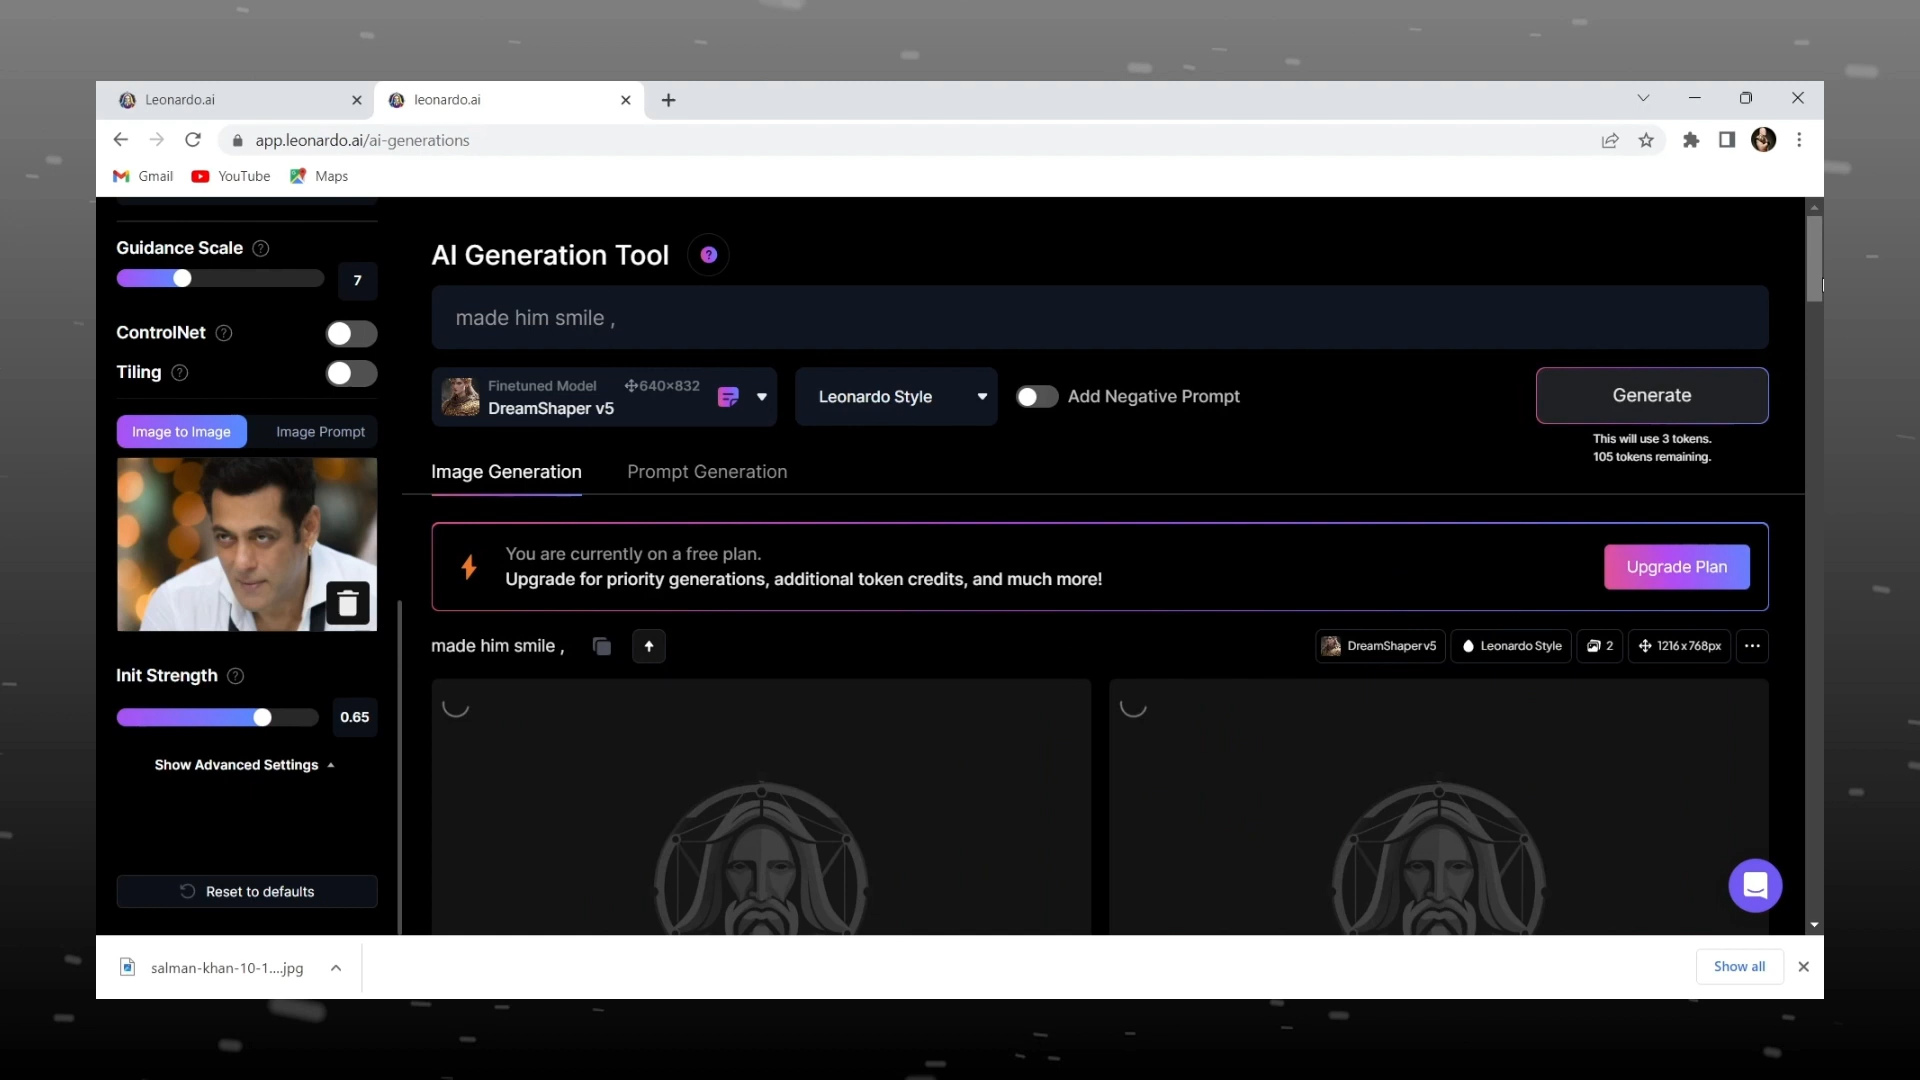 Leonardo.ai
leonardo.ai
app.leonardo.ai/ai-generations
Gmail
YouTube
Maps
Guidance Scale ?
7
ControlNet ?
Tiling ?
Image to Image
Image Prompt
Init Strength ?
0.65
Show Advanced Settings
Reset to defaults
AI Generation Tool ?
made him smile ,
Finetuned Model
640×832
DreamShaper v5
Leonardo Style
Add Negative Prompt
Generate
This will use 3 tokens.
105 tokens remaining.
Image Generation
Prompt Generation
You are currently on a free plan.
Upgrade for priority generations, additional token credits, and much more!
Upgrade Plan
made him smile ,
DreamShaper v5
Leonardo Style
2
1216 x 768px
salman-khan-10-1....jpg
Show all